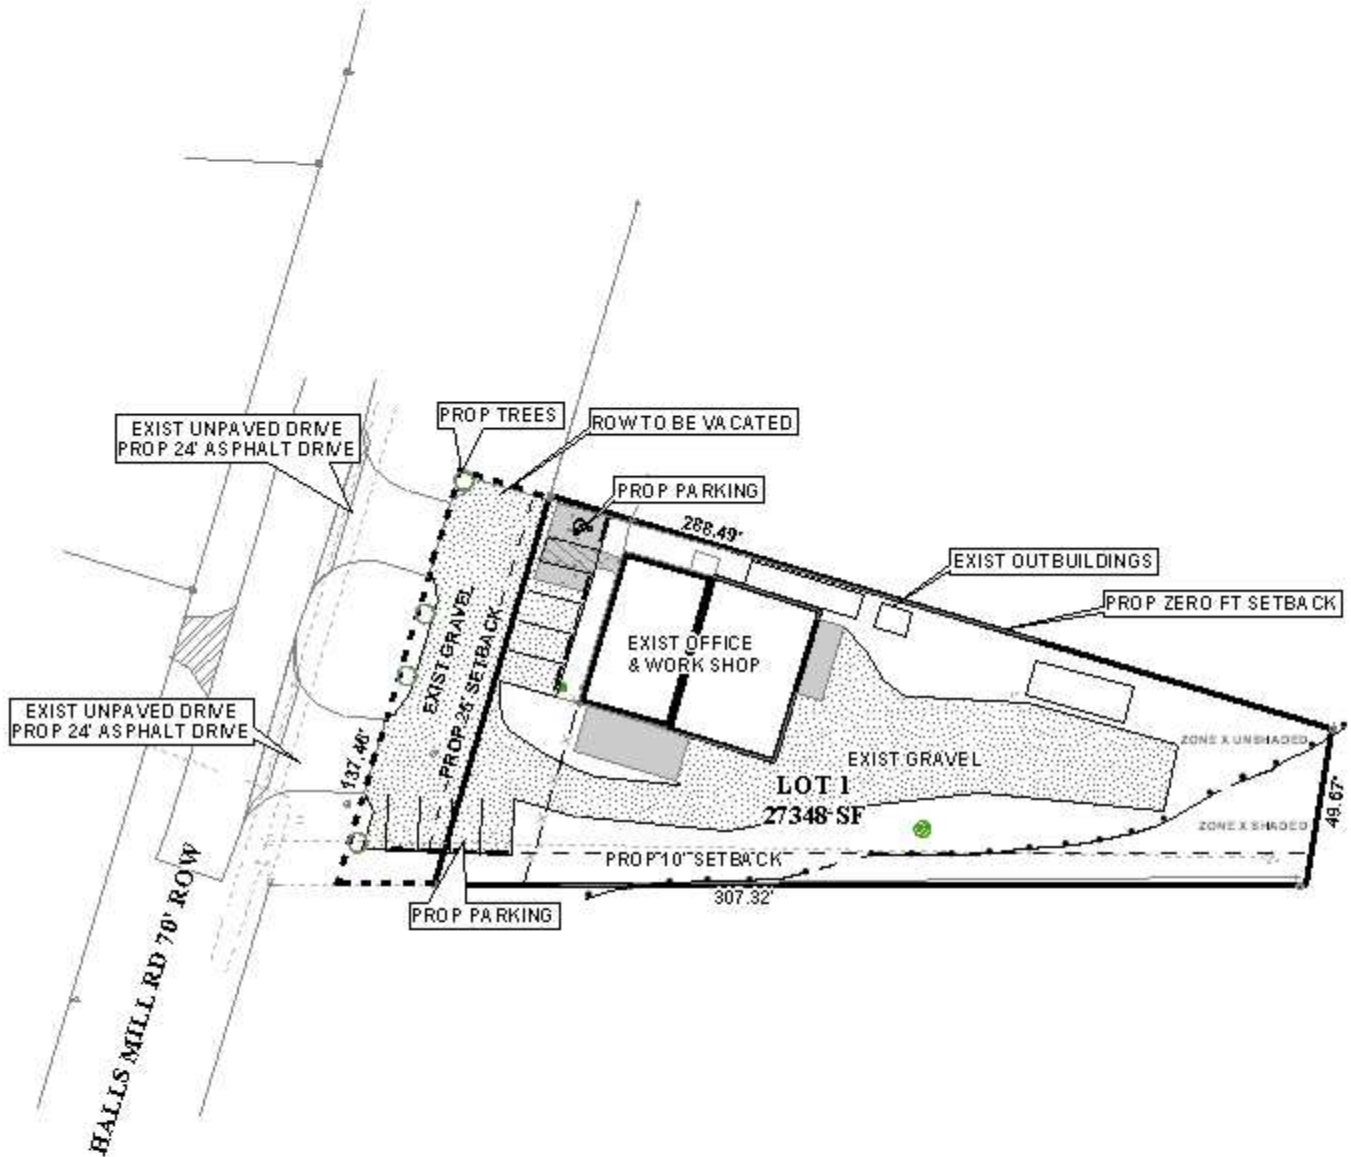 EXIST UNPAVED DRIVE
PROP 24' ASPHALT DRIVE
PROP TREES
ROW TO BE VACATED
PROP PARKING
288.49'
EXIST OUTBUILDINGS
PROP ZERO FT SETBACK
EXIST OFFICE
& WORK SHOP
EXIST GRAVEL
PROP 25' SETBACK
EXIST UNPAVED DRIVE
PROP 24' ASPHALT DRIVE
137.46'
EXIST GRAVEL
ZONE X UNSHADED
LOT 1
27348 SF
ZONE X SHADED
49.67'
PROP 10' SETBACK
307.32'
PROP PARKING
HALLS MILL RD 70' ROW